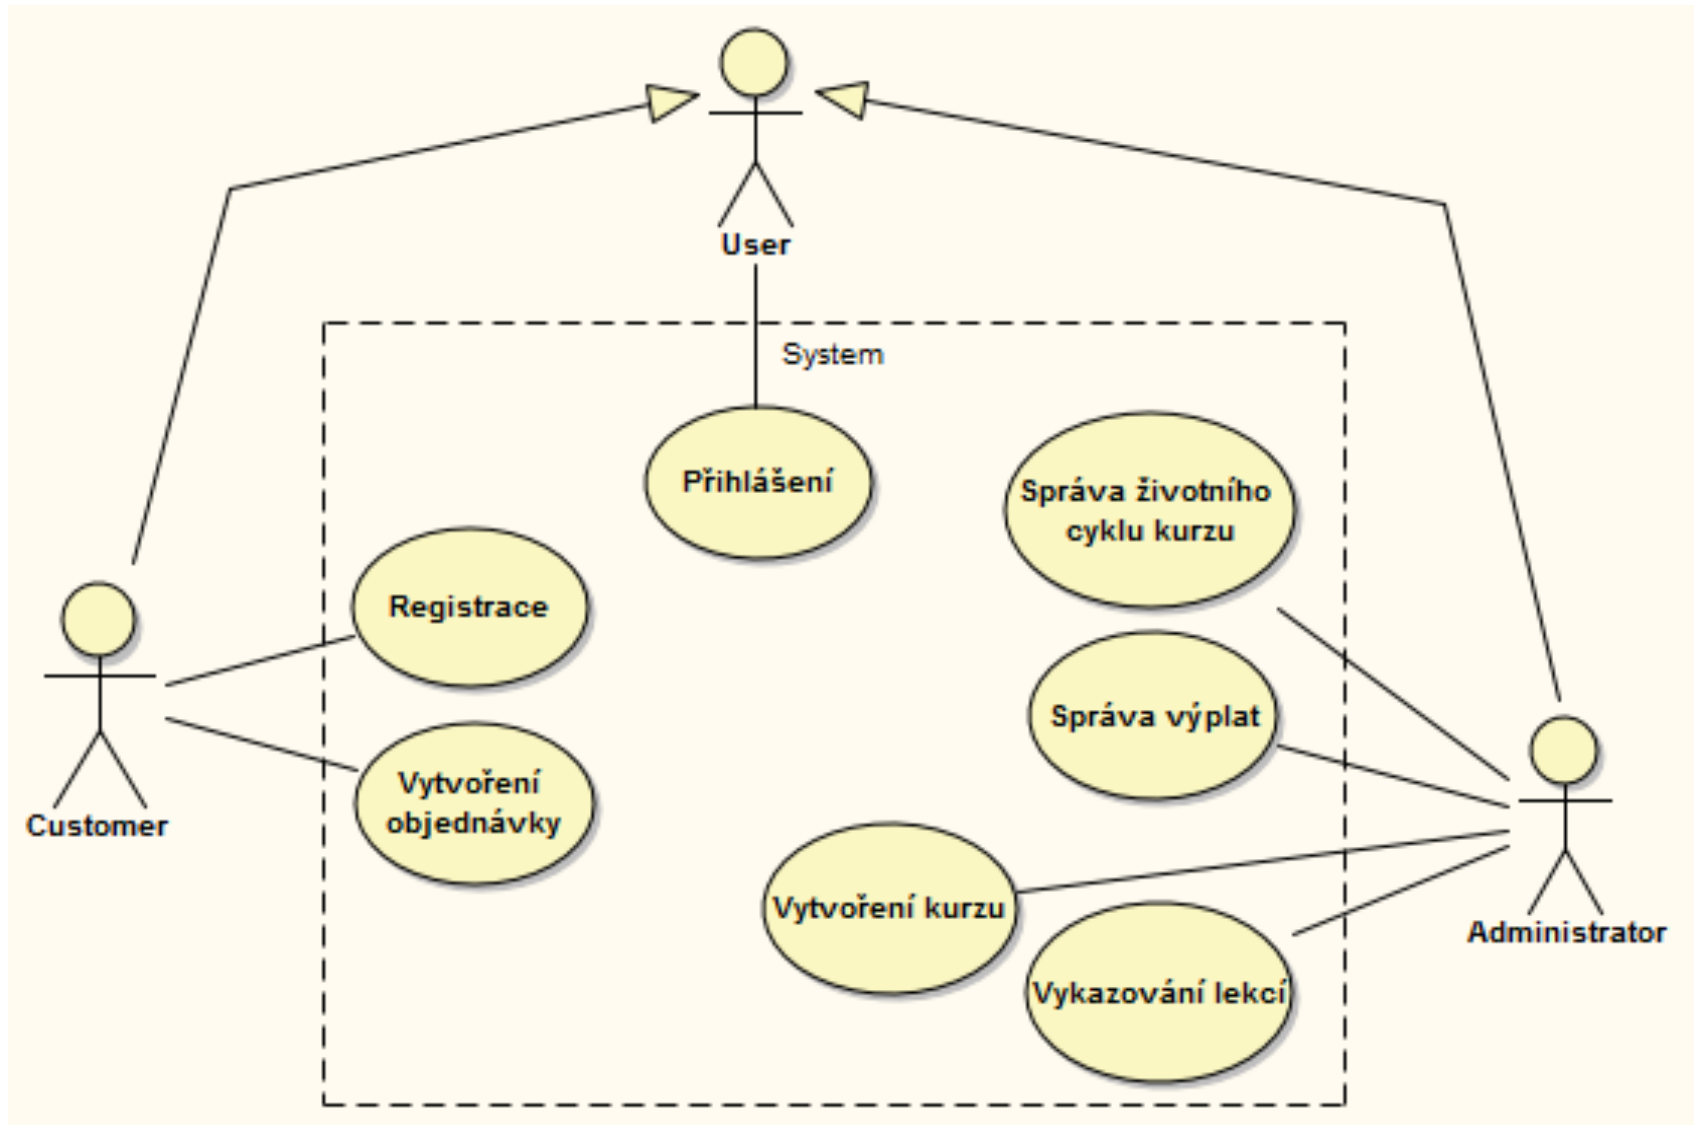 User
System
Přihlášení
Správa životního
cyklu kurzu
Registrace
Správa výplat
Vytvoření
objednávky
Customer
Vytvoření kurzu
Administrator
Vykazování lekcí